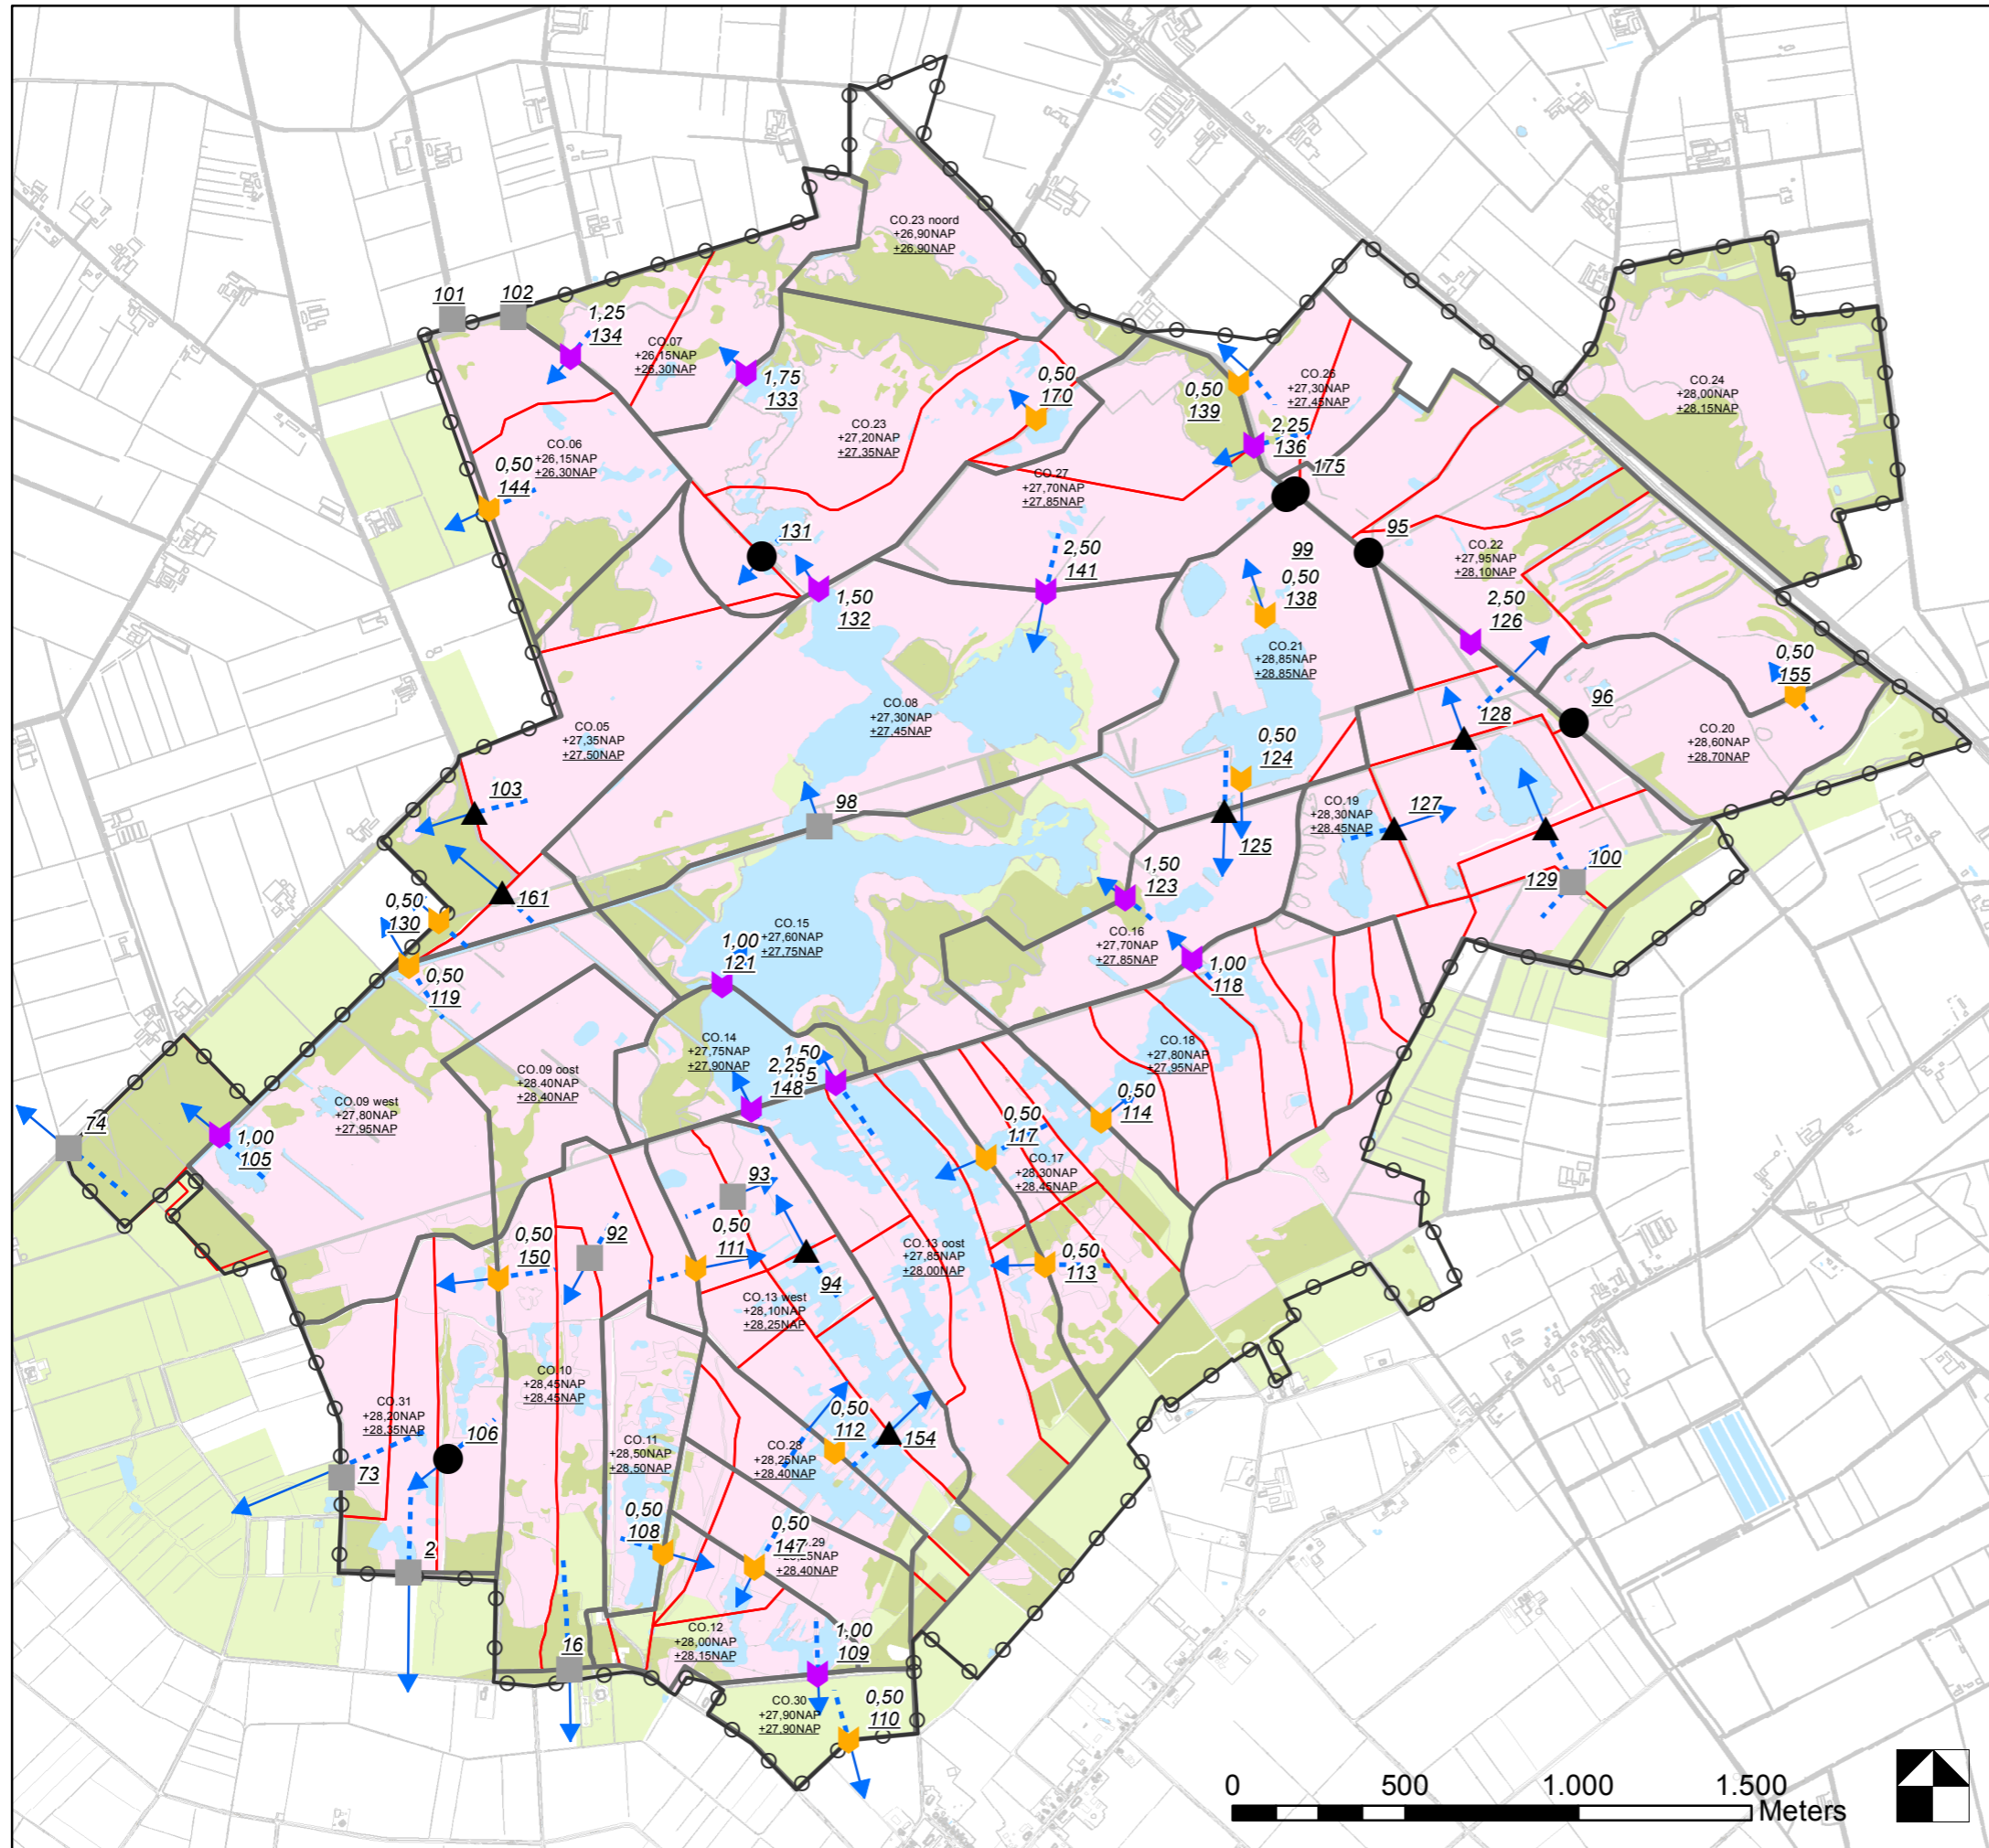 CO.23 noord
+26,90NAP
+26,90NAP
101
102
1,25
134
CO.07
+26,15NAP
+26,30NAP
1,75
133
0,50
170
0,50
139
CO.26
+27,30NAP
+27,45NAP
2,25
136
175
CO.24
+28,00NAP
+28,15NAP
CO.06
+26,15NAP
+26,30NAP
0,50
144
CO.23
+27,20NAP
+27,35NAP
CO.27
+27,70NAP
+27,85NAP
131
1,50
132
2,50
141
99
0,50
138
95
CO.22
+27,95NAP
+28,10NAP
2,50
126
0,50
155
CO.21
+28,85NAP
+28,85NAP
96
128
CO.20
+28,60NAP
+28,70NAP
CO.05
+27,35NAP
+27,50NAP
CO.08
+27,30NAP
+27,45NAP
0,50
124
103
98
CO.19
+28,30NAP
+28,45NAP
127
125
100
129
1,50
123
161
0,50
130
0,50
119
CO.15
+27,60NAP
+27,75NAP
1,00
121
CO.16
+27,70NAP
+27,85NAP
1,00
118
CO.14
+27,75NAP
+27,90NAP
1,50
2,25
148
CO.18
+27,80NAP
+27,95NAP
CO.09 oost
+28.40NAP
+28,40NAP
CO.09 west
+27,80NAP
+27,95NAP
74
1,00
105
0,50
114
0,50
117
CO.17
+28,30NAP
+28,45NAP
93
0,50
111
92
0,50
150
94
CO.13 oost
+27,85NAP
+28,00NAP
0,50
113
CO.13 west
+28,10NAP
+28,25NAP
CO.10
+28,45NAP
+28,45NAP
CO.31
+28,20NAP
+28,35NAP
106
73
CO.11
+28,50NAP
+28,50NAP
CO.28
+28,25NAP
+28,40NAP
0,50
112
154
0,50
108
0,50
147
+28,40NAP
2
16
CO.12
+28,00NAP
+28,15NAP
1,00
109
CO.30
+27,90NAP
+27,90NAP
0,50
110
0 500 1.000 1.500
Meters